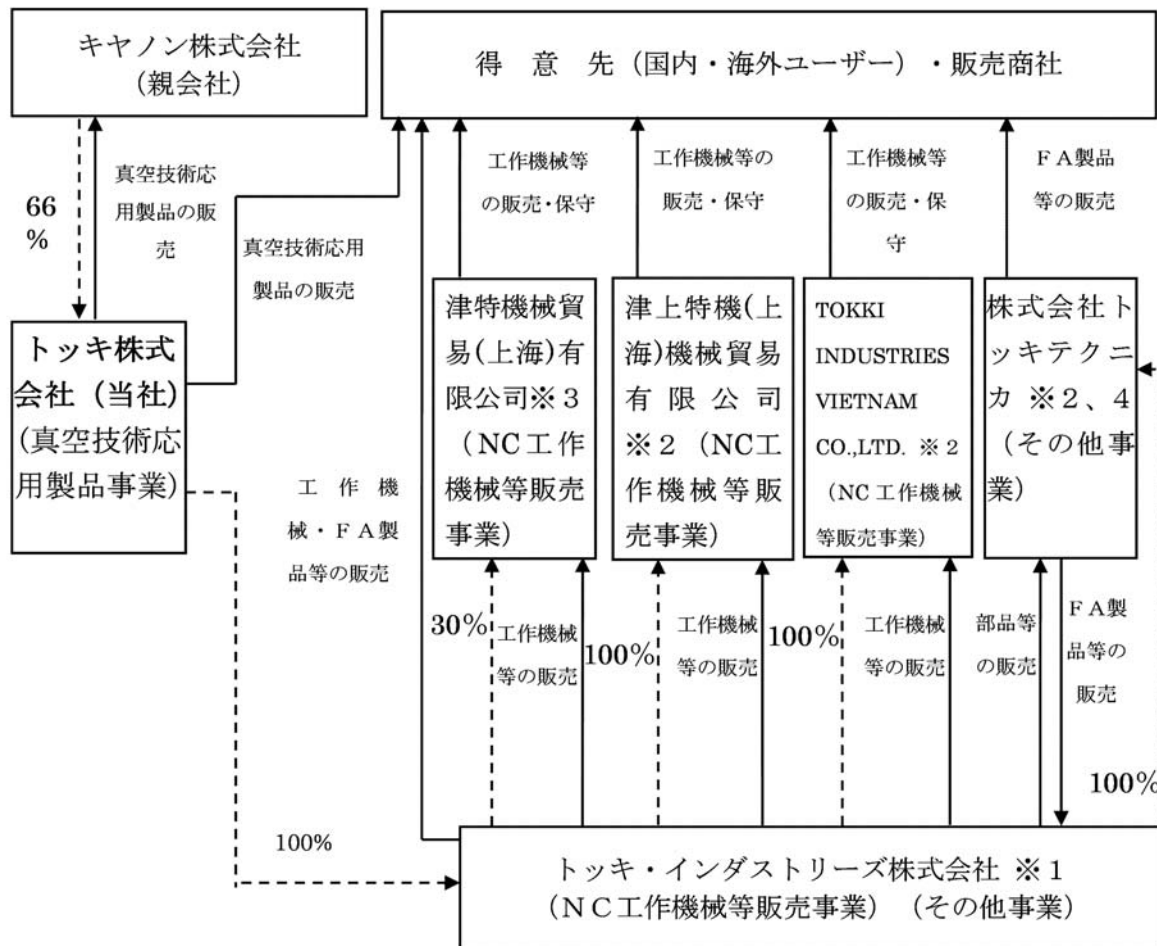 キヤノン株式会社
(親会社)
得　意　先（国内・海外ユーザー）・販売商社
66
%
真空技術応
用製品の販
売
真空技術応用
製品の販売
工作機械等
の販売・保守
工作機械等の
販売・保守
工作機械等
の販売・保
守
ＦＡ製品
等の販売
トッキ株式
会社（当社）
(真空技術応
用製品事業)
津特機械貿
易(上海)有
限公司※３
（NC工作
機械等販売
事業）
津上特機(上
海)機械貿易
有限公司
※２（NC工
作機械等販
売事業）
TOKKI
INDUSTRIES
VIETNAM
CO.,LTD. ※２
（NC 工作機械
等販売事業）
株式会社ト
ッキテクニ
カ ※２、４
（その他事
業）
工作機
械・ＦＡ製
品等の販売
30%
工作機械
等の販売
100%
工作機械
等の販売
100%
工作機械
等の販売
部品等
の販売
ＦＡ製
品等の
販売
100%
100%
トッキ・インダストリーズ株式会社 ※１
（ＮＣ工作機械等販売事業）（その他事業）